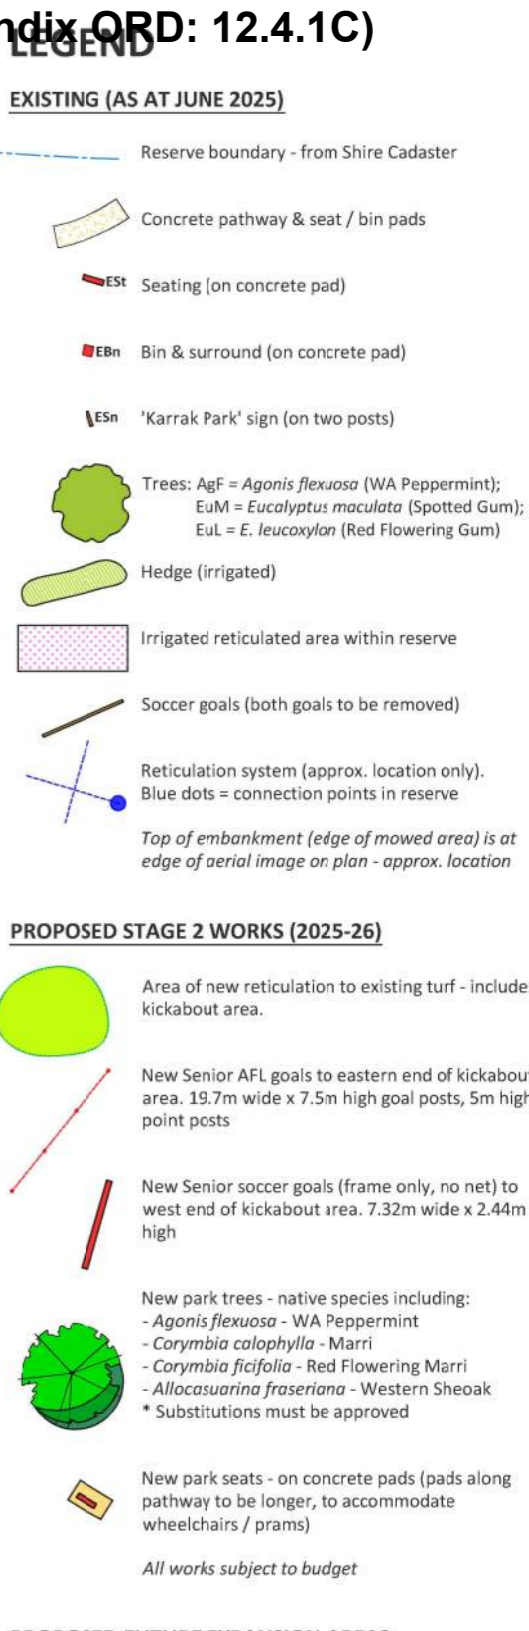 ndix ORD: 12.4.1C)
LEGEND
EXISTING (AS AT JUNE 2025)
Reserve boundary - from Shire Cadaster
Concrete pathway & seat / bin pads
ESt Seating (on concrete pad)
EBn Bin & surround (on concrete pad)
ESn 'Karrak Park' sign (on two posts)
Trees: AgF = Agonis flexuosa (WA Peppermint);
EuM = Eucalyptus maculata (Spotted Gum);
EuL = E. leucoxylon (Red Flowering Gum)
Hedge (irrigated)
Irrigated reticulated area within reserve
Soccer goals (both goals to be removed)
Reticulation system (approx. location only).
Blue dots = connection points in reserve
Top of embankment (edge of mowed area) is at
edge of aerial image on plan - approx. location
PROPOSED STAGE 2 WORKS (2025-26)
Area of new reticulation to existing turf - include
kickabout area.
New Senior AFL goals to eastern end of kickabout
area. 19.7m wide x 7.5m high goal posts, 5m high
point posts
New Senior soccer goals (frame only, no net) to
west end of kickabout area. 7.32m wide x 2.44m
high
New park trees - native species including:
- Agonis flexuosa - WA Peppermint
- Corymbia calophylla - Marri
- Corymbia ficifolia - Red Flowering Marri
- Allocasuarina fraseriana - Western Sheoak
* Substitutions must be approved
New park seats - on concrete pads (pads along
pathway to be longer, to accommodate
wheelchairs / prams)
All works subject to budget